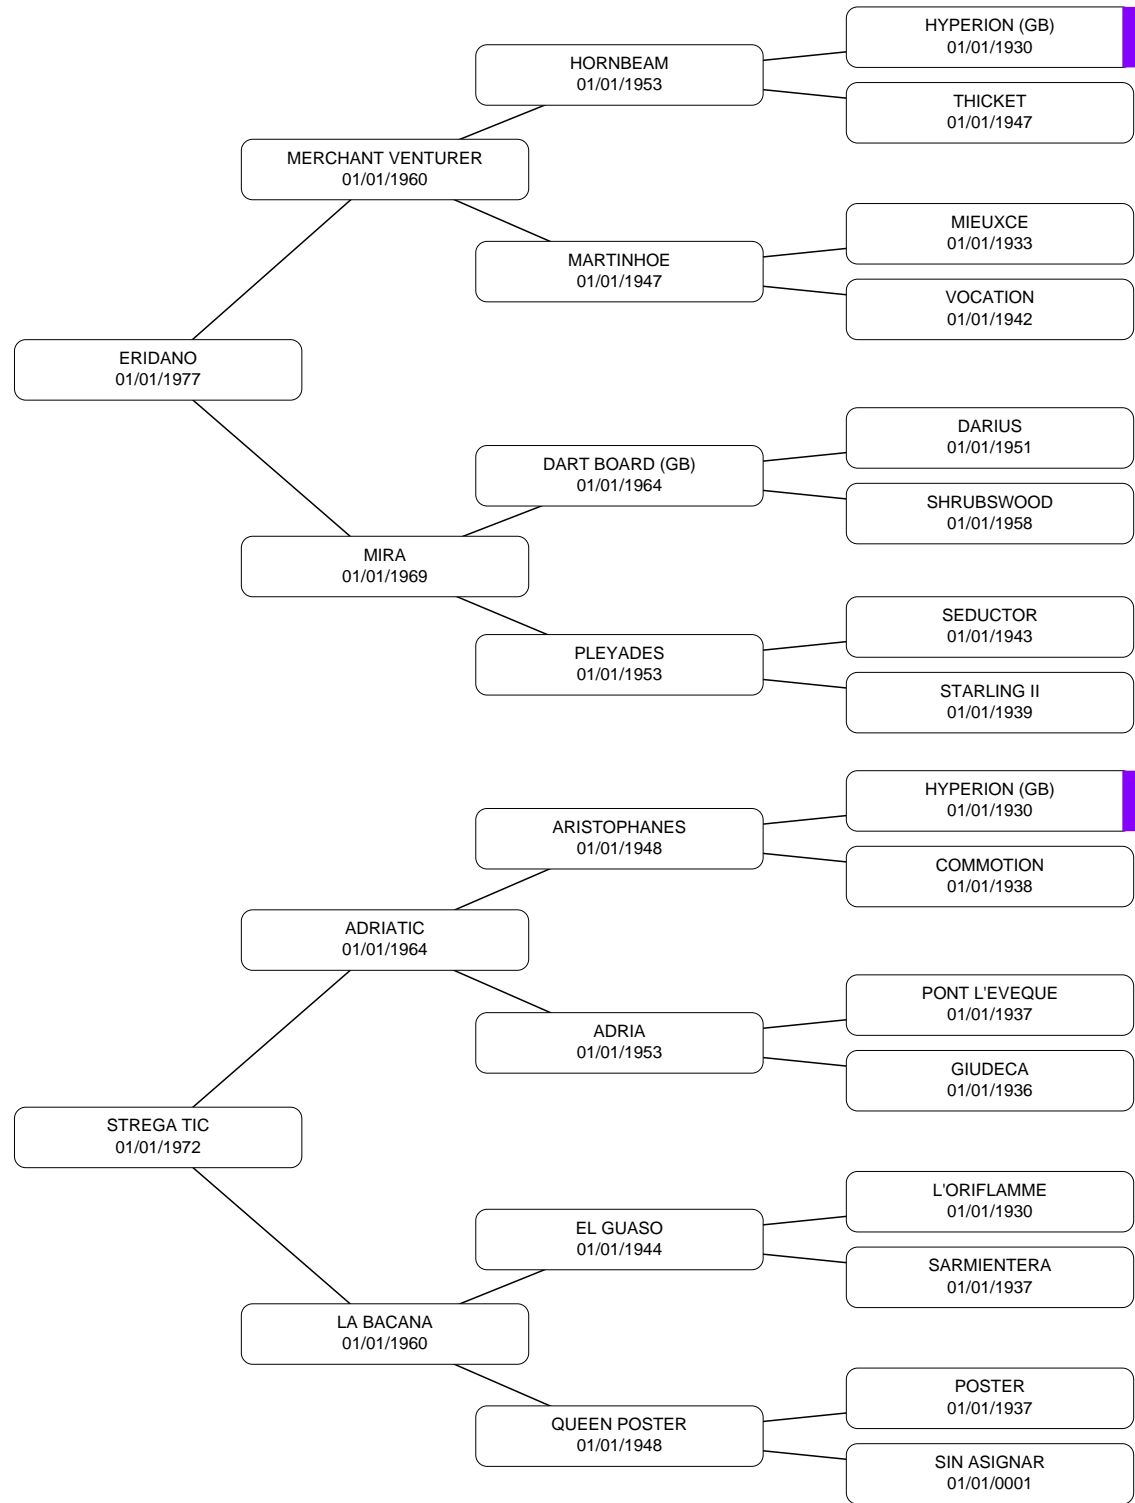 HYPERION (GB)
01/01/1930
HORNBEAM
01/01/1953
THICKET
01/01/1947
MERCHANT VENTURER
01/01/1960
MIEUXCE
01/01/1933
MARTINHOE
01/01/1947
VOCATION
01/01/1942
ERIDANO
01/01/1977
DARIUS
01/01/1951
DART BOARD (GB)
01/01/1964
SHRUBSWOOD
01/01/1958
MIRA
01/01/1969
SEDUCTOR
01/01/1943
PLEYADES
01/01/1953
STARLING II
01/01/1939
HYPERION (GB)
01/01/1930
ARISTOPHANES
01/01/1948
COMMOTION
01/01/1938
ADRIATIC
01/01/1964
PONT L'EVEQUE
01/01/1937
ADRIA
01/01/1953
GIUDECA
01/01/1936
STREGA TIC
01/01/1972
L'ORIFLAMME
01/01/1930
EL GUASO
01/01/1944
SARMIENTERA
01/01/1937
LA BACANA
01/01/1960
POSTER
01/01/1937
QUEEN POSTER
01/01/1948
SIN ASIGNAR
01/01/0001